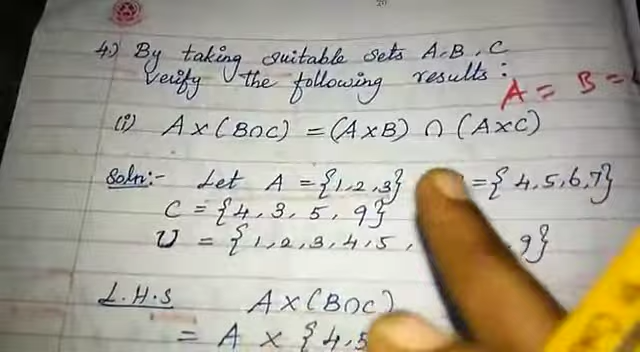 4.) By taking suitable sets A, B, C
verify the following results :
A = B =
(i) A×(B∩C) = (A×B) ∩ (A×C)
Soln:- Let A = {1, 2, 3} = {4, 5, 6, 7}
C = {4, 3, 5, 9}
U = {1, 2, 3, 4, 5, , 9}
L.H.S A×(B∩C)
= A × {4, 5